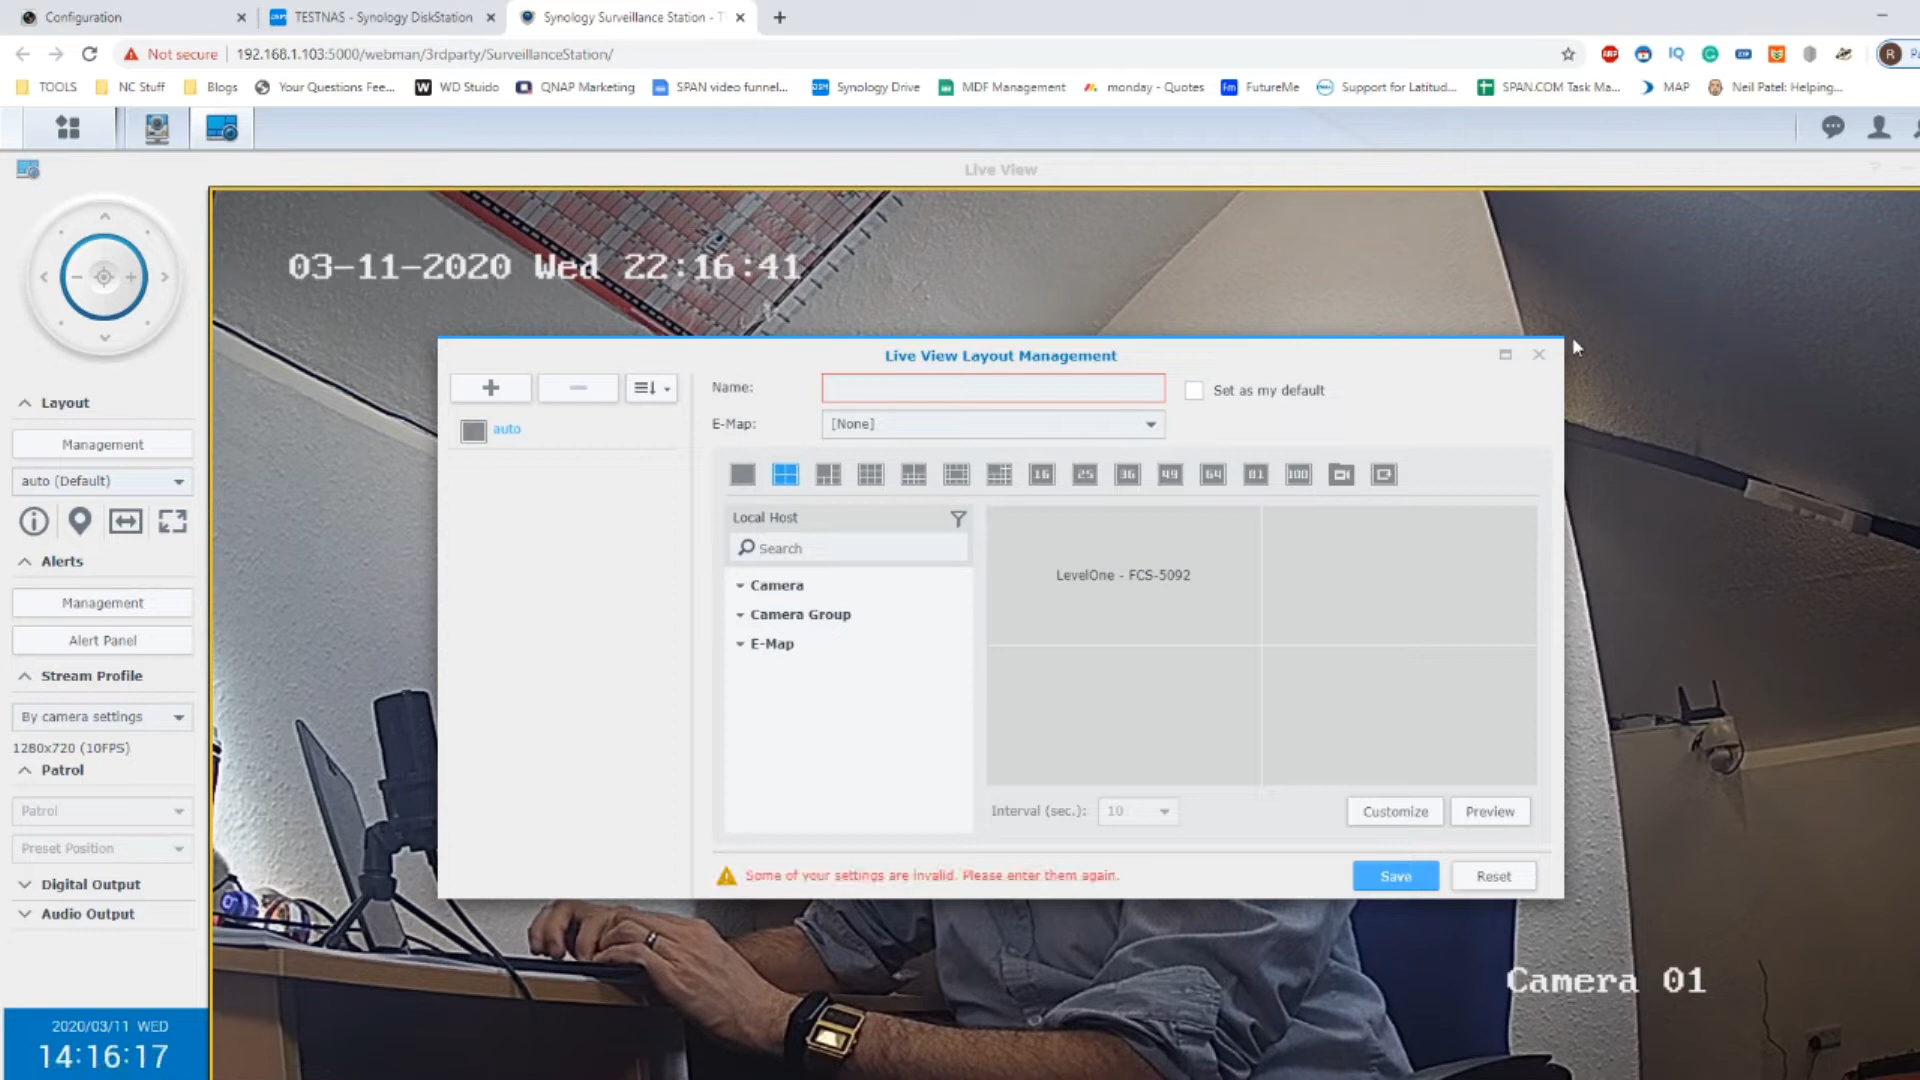 Configuration
TESTNAS - Synology DiskStation
Synology Surveillance Station - T
Not secure
192.168.1.103:5000/webman/3rdparty/SurveillanceStation/
TOOLS
NC Stuff
Blogs
Your Questions Fee...
WD Stuido
QNAP Marketing
SPAN video funnel...
Synology Drive
MDF Management
monday - Quotes
FutureMe
Support for Latitud...
SPAN.COM Task Ma...
MAP
Neil Patel: Helping...
Live View
03-11-2020 Wed 22:16:41
Live View Layout Management
Name:
Set as my default
auto
E-Map:
[None]
16
25
36
49
64
81
100
Local Host
Search
Camera
Camera Group
E-Map
LevelOne - FCS-5092
Interval (sec.):
10
Customize
Preview
Some of your settings are invalid. Please enter them again.
Save
Reset
Layout
Management
auto (Default)
Alerts
Management
Alert Panel
Stream Profile
By camera settings
1280x720 (10FPS)
Patrol
Patrol
Preset Position
Digital Output
Audio Output
Camera 01
2020/03/11 WED
14:16:17